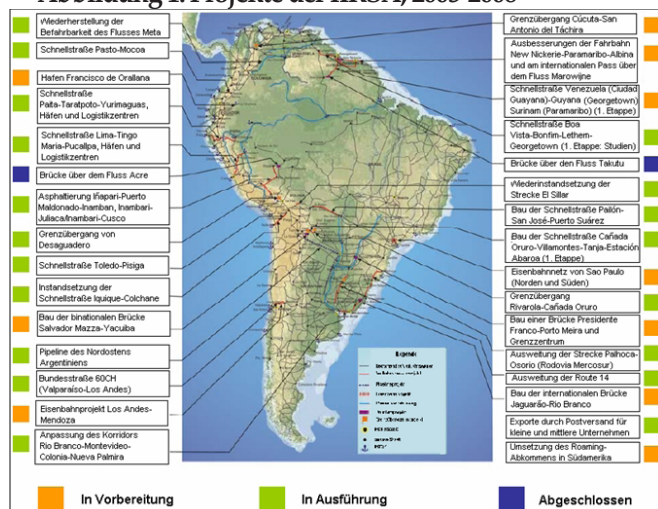 Abbildung 1: Projekte der IIRSA, 2005-2008
Wiederherstellung der
Befahrbarkeit des Flusses Meta
Schnellstraße Pasto-Mocoa
Hafen Francisco de Orallana
Schnellstraße
Paita-Taratpoto-Yurimaguas,
Häfen und Logistikzentren
Schnellstraße Lima-Tingo
Maria-Pucallpa, Häfen und
Logistikzentren
Brücke über dem Fluss Acre
Asphaltierung Iñapari-Puerto
Maldonado-Inamban, Inambari-
Juliaca/Inambari-Cusco
Grenzübergang von
Desaguadero
Schnellstraße Toledo-Pisiga
Instandsetzung der
Schnellstraße Iquique-Colchane
Bau der binationalen Brücke
Salvador Mazza-Yacuiba
Pipeline des Nordostens
Argentiniens
Bundesstraße 60CH
(Valparaíso-Los Andes)
Eisenbahnprojekt Los Andes-
Mendoza
Anpassung des Korridors
Rio Branco-Montevideo-
Colonia-Nueva Palmira
Grenzübergang Cúcuta-San
Antonio del Táchira
Ausbesserungen der Fahrbahn
New Nickerie-Paramaribo-Albina
und am internationalen Pass über
dem Fluss Marowijne
Schnellstraße Venezuela (Ciudad
Guayana)-Guyana (Georgetown)
Surinam (Paramaribo) (1. Etappe)
Schnellstraße Boa
Vista-Bonfim-Lethem-
Georgetown (1. Etappe: Studien)
Brücke über den Fluss Takutu
Wiederinstandsetzung der
Strecke El Sillar
Bau der Schnellstraße Pailón-
San José-Puerto Suárez
Bau der Schnellstraße Cañada
Oruro-Villamontes-Tanja-Estación
Abaroa (1. Etappe)
Eisenbahnnetz von Sao Paulo
(Norden und Süden)
Grenzübergang
Rivarola-Cañada Oruro
Bau einer Brücke Presidente
Franco-Porto Meira und
Grenzzentrum
Ausweitung der Strecke Palhoca-
Osorio (Rodovia Mercosur)
Ausweitung der Route 14
Bau der internationalen Brücke
Jaguarão-Rio Branco
Exporte durch Postversand für
kleine und mittlere Unternehmen
Umsetzung des Roaming-
Abkommens in Südamerika
In Vorbereitung
In Ausführung
Abgeschlossen